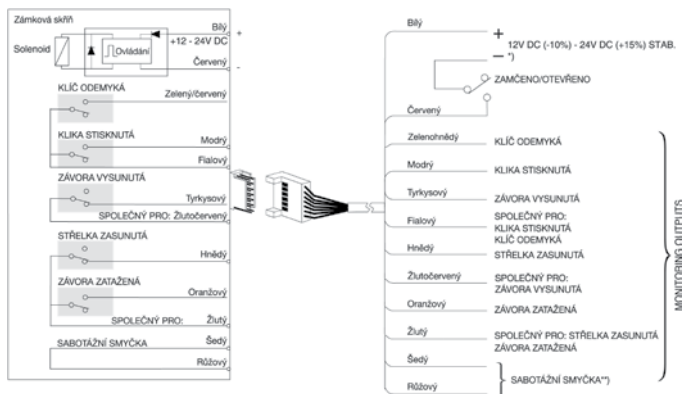 Zámková skříň
Bílý
+
+12 - 24V DC
Solenoid
Ovládání
Červený
-
KLÍČ ODEMYKÁ
Zelený/červený
KLIKA STISKNUTÁ
Modrý
Fialový
ZÁVORA VYSUNUTÁ
Tyrkysový
SPOLEČNÝ PRO: Žlutočervený
STŘELKA ZASUNUTÁ
Hnědý
ZÁVORA ZATAŽENÁ
Oranžový
SPOLEČNÝ PRO: Žlutý
SABOTÁŽNÍ SMYČKA
Šedý
Růžový
Bílý
+
12V DC (-10%) - 24V DC (+15%) STAB.
— *)
ZAMČENO/OTEVŘENO
Červený
Zelenohnědý
KLÍČ ODEMYKÁ
Modrý
KLIKA STISKNUTÁ
Tyrkysový
ZÁVORA VYSUNUTÁ
Fialový
SPOLEČNÝ PRO:
KLIKA STISKNUTÁ
KLÍČ ODEMYKÁ
Hnědý
STŘELKA ZASUNUTÁ
Žlutočervený
SPOLEČNÝ PRO:
ZÁVORA VYSUNUTÁ
Oranžový
ZÁVORA ZATAŽENÁ
Žlutý
SPOLEČNÝ PRO: STŘELKA ZASUNUTÁ
ZÁVORA ZATAŽENÁ
Šedý
SABOTÁŽNÍ SMYČKA**)
Růžový
MONITORING OUTPUTS